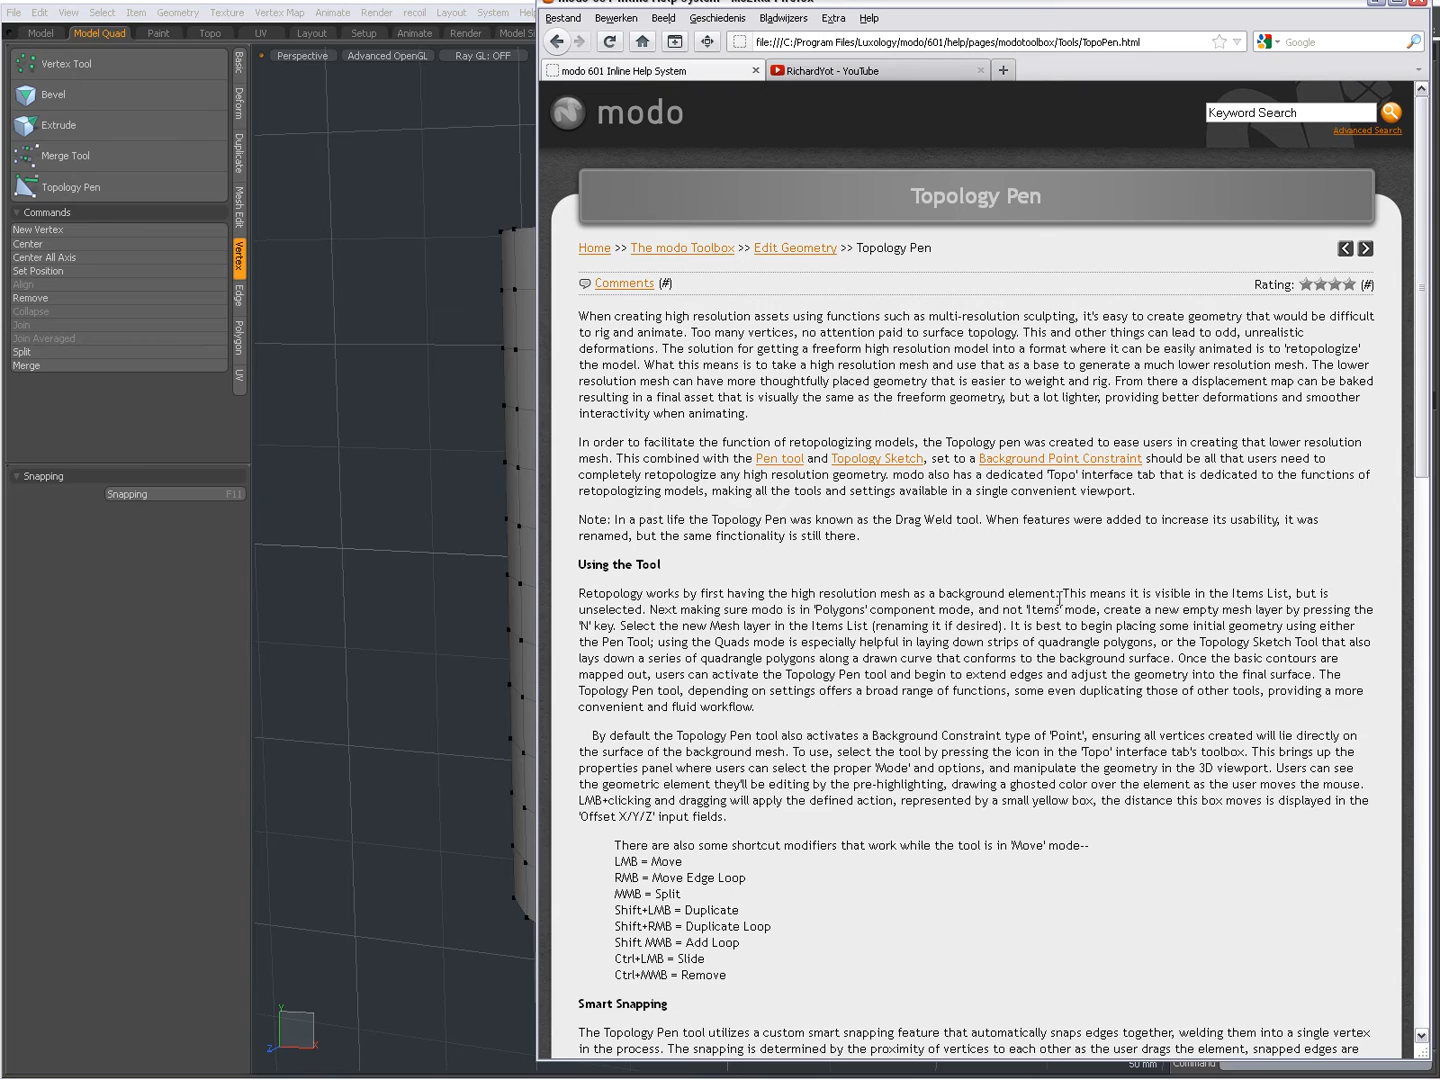 File Edit View Select Item Geometry Texture Vertex Map Animate Render recoil Layout System Help
Model Model Quad Paint Topo UV Layout Setup Animate Render
Vertex Tool
Bevel
Extrude
Merge Tool
Topology Pen
Commands
New Vertex
Center
Center All Axis
Set Position
Align
Remove
Collapse
Join
Join Averaged
Split
Merge
Basic
Deform
Duplicate
Mesh Edit
Vertex
Edge
Polygon
UV
Snapping
Snapping F11
Perspective Advanced OpenGL Ray GL: OFF
Y
Z X
modo 601 Inline Help System - Mozilla Firefox
Bestand Bewerken Beeld Geschiedenis Bladwijzers Extra Help
file:///C:/Program Files/Luxology/modo/601/help/pages/modotoolbox/Tools/TopoPen.html
Google
modo 601 Inline Help System RichardYot - YouTube
modo
Keyword Search
Advanced Search
Topology Pen
Home >> The modo Toolbox >> Edit Geometry >> Topology Pen
Comments (#) Rating: (#)
When creating high resolution assets using functions such as multi-resolution sculpting, it's easy to create geometry that would be difficult
to rig and animate. Too many vertices, no attention paid to surface topology. This and other things can lead to odd, unrealistic
deformations. The solution for getting a freeform high resolution model into a format where it can be easily animated is to 'retopologize'
the model. What this means is to take a high resolution mesh and use that as a base to generate a much lower resolution mesh. The lower
resolution mesh can have more thoughtfully placed geometry that is easier to weight and rig. From there a displacement map can be baked
resulting in a final asset that is visually the same as the freeform geometry, but a lot lighter, providing better deformations and smoother
interactivity when animating.
In order to facilitate the function of retopologizing models, the Topology pen was created to ease users in creating that lower resolution
mesh. This combined with the Pen tool and Topology Sketch, set to a Background Point Constraint should be all that users need to
completely retopologize any high resolution geometry. modo also has a dedicated 'Topo' interface tab that is dedicated to the functions of
retopologizing models, making all the tools and settings available in a single convenient viewport.
Note: In a past life the Topology Pen was known as the Drag Weld tool. When features were added to increase its usability, it was
renamed, but the same finctionality is still there.
Using the Tool
Retopology works by first having the high resolution mesh as a background element. This means it is visible in the Items List, but is
unselected. Next making sure modo is in 'Polygons' component mode, and not 'Items' mode, create a new empty mesh layer by pressing the
'N' key. Select the new Mesh layer in the Items List (renaming it if desired). It is best to begin placing some initial geometry using either
the Pen Tool; using the Quads mode is especially helpful in laying down strips of quadrangle polygons, or the Topology Sketch Tool that also
lays down a series of quadrangle polygons along a drawn curve that conforms to the background surface. Once the basic contours are
mapped out, users can activate the Topology Pen tool and begin to extend edges and adjust the geometry into the final surface. The
Topology Pen tool, depending on settings offers a broad range of functions, some even duplicating those of other tools, providing a more
convenient and fluid workflow.
By default the Topology Pen tool also activates a Background Constraint type of 'Point', ensuring all vertices created will lie directly on
the surface of the background mesh. To use, select the tool by pressing the icon in the 'Topo' interface tab's toolbox. This brings up the
properties panel where users can select the proper 'Mode' and options, and manipulate the geometry in the 3D viewport. Users can see
the geometric element they'll be editing by the pre-highlighting, drawing a ghosted color over the element as the user moves the mouse.
LMB+clicking and dragging will apply the defined action, represented by a small yellow box, the distance this box moves is displayed in the
'Offset X/Y/Z' input fields.
There are also some shortcut modifiers that work while the tool is in 'Move' mode--
LMB = Move
RMB = Move Edge Loop
MMB = Split
Shift+LMB = Duplicate
Shift+RMB = Duplicate Loop
Shift MMB = Add Loop
Ctrl+LMB = Slide
Ctrl+MMB = Remove
Smart Snapping
The Topology Pen tool utilizes a custom smart snapping feature that automatically snaps edges together, welding them into a single vertex
in the process. The snapping is determined by the proximity of vertices to each other as the user drags the element, snapped edges are
50 mm Command